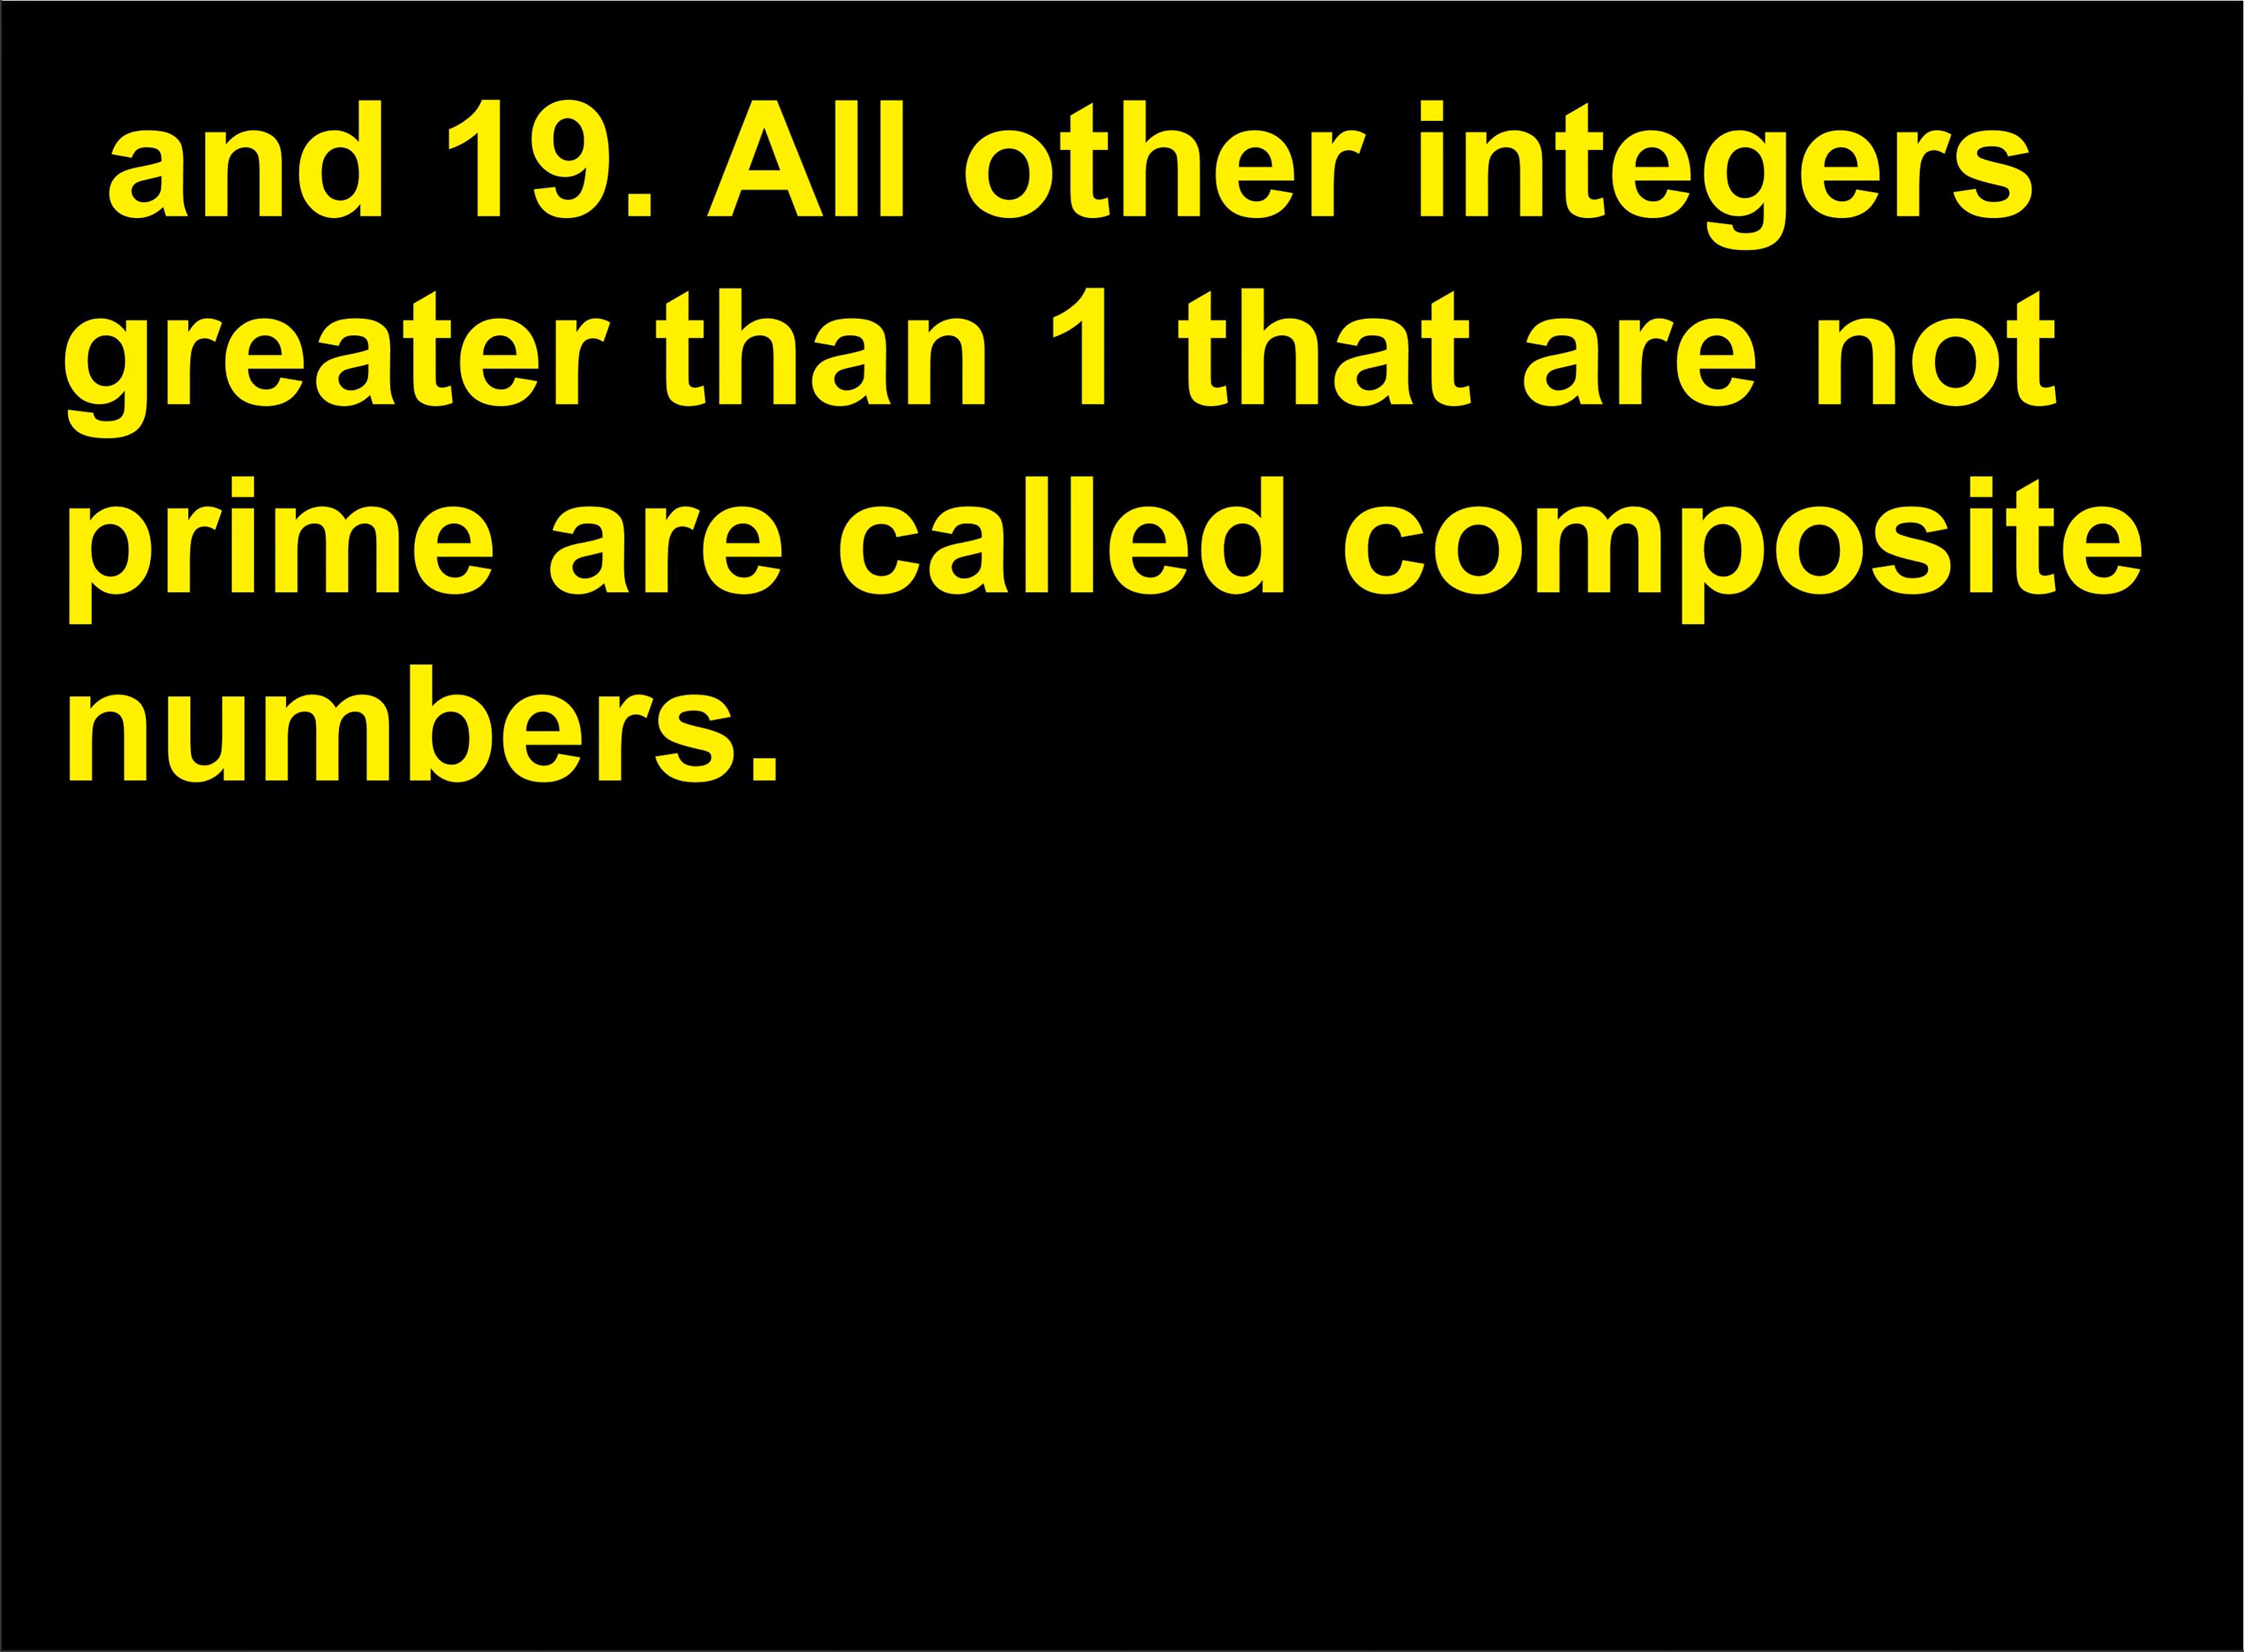 and 19. All other integers
greater than 1 that are not
prime are called composite
numbers.